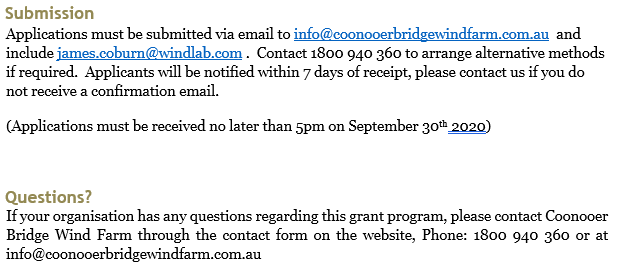 Submission
Applications must be submitted via email to info@coonooerbridgewindfarm.com.au and
include james.coburn@windlab.com . Contact 1800 940 360 to arrange alternative methods
if required. Applicants will be notified within 7 days of receipt, please contact us if you do
not receive a confirmation email.
(Applications must be received no later than 5pm on September 30th 2020)
Questions?
If your organisation has any questions regarding this grant program, please contact Coonooer
Bridge Wind Farm through the contact form on the website, Phone: 1800 940 360 or at
info@coonooerbridgewindfarm.com.au